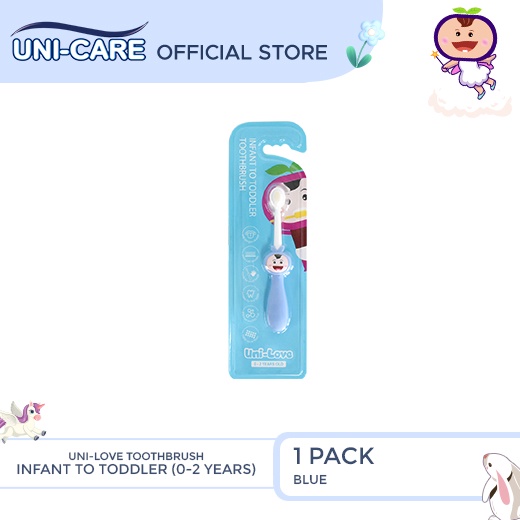 UNI-CARE OFFICIAL STORE
INFANT TO TODDLER
TOOTHBRUSH
Uni-Love
UNI-LOVE TOOTHBRUSH
INFANT TO TODDLER (0-2 YEARS)
1 PACK
BLUE